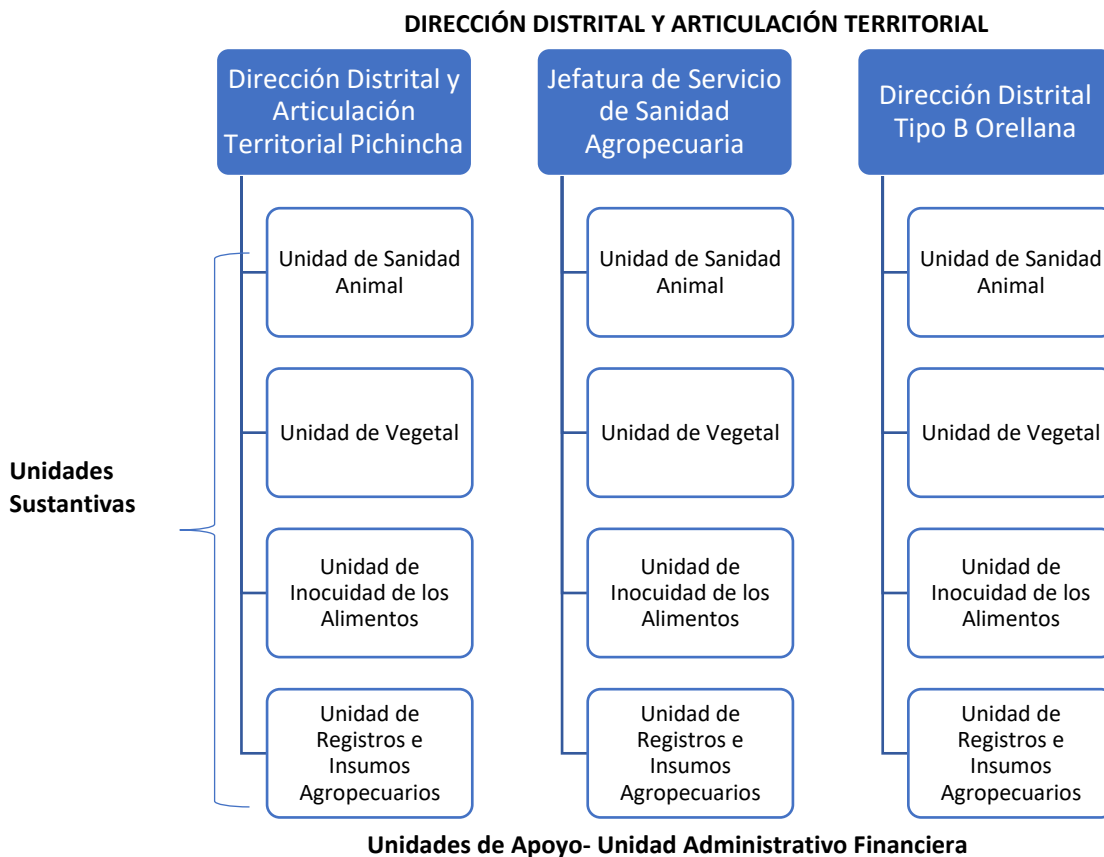 DIRECCIÓN DISTRITAL Y ARTICULACIÓN TERRITORIAL
Dirección Distrital y
Articulación
Territorial Pichincha
Jefatura de Servicio
de Sanidad
Agropecuaria
Dirección Distrital
Tipo B Orellana
Unidades
Sustantivas
Unidad de Sanidad
Animal
Unidad de Vegetal
Unidad de
Inocuidad de los
Alimentos
Unidad de
Registros e
Insumos
Agropecuarios
Unidad de Sanidad
Animal
Unidad de Vegetal
Unidad de
Inocuidad de los
Alimentos
Unidad de
Registros e
Insumos
Agropecuarios
Unidad de Sanidad
Animal
Unidad de Vegetal
Unidad de
Inocuidad de los
Alimentos
Unidad de
Registros e
Insumos
Agropecuarios
Unidades de Apoyo- Unidad Administrativo Financiera